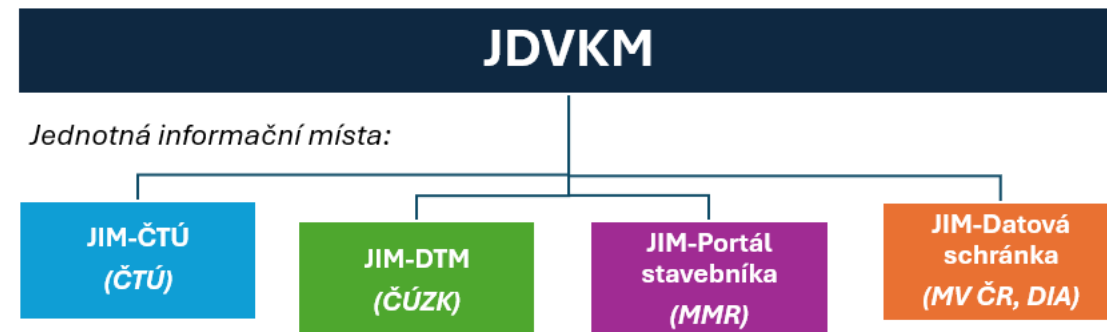 JDVKM
Jednotná informační místa:
JIM-ČTÚ
(ČTÚ)
JIM-DTM
(ČÚZK)
JIM-Portál
stavebníka
(MMR)
JIM-Datová
schránka
(MV ČR, DIA)